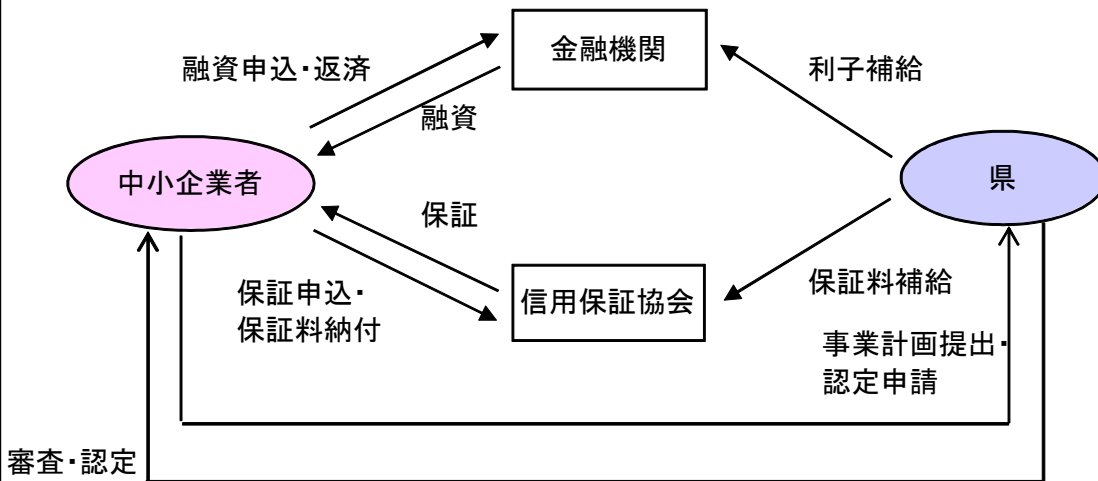 金融機関
融資申込・返済
利子補給
融資
中小企業者
県
保証
保証申込・
保証料納付
信用保証協会
保証料補給
事業計画提出・
認定申請
審査・認定